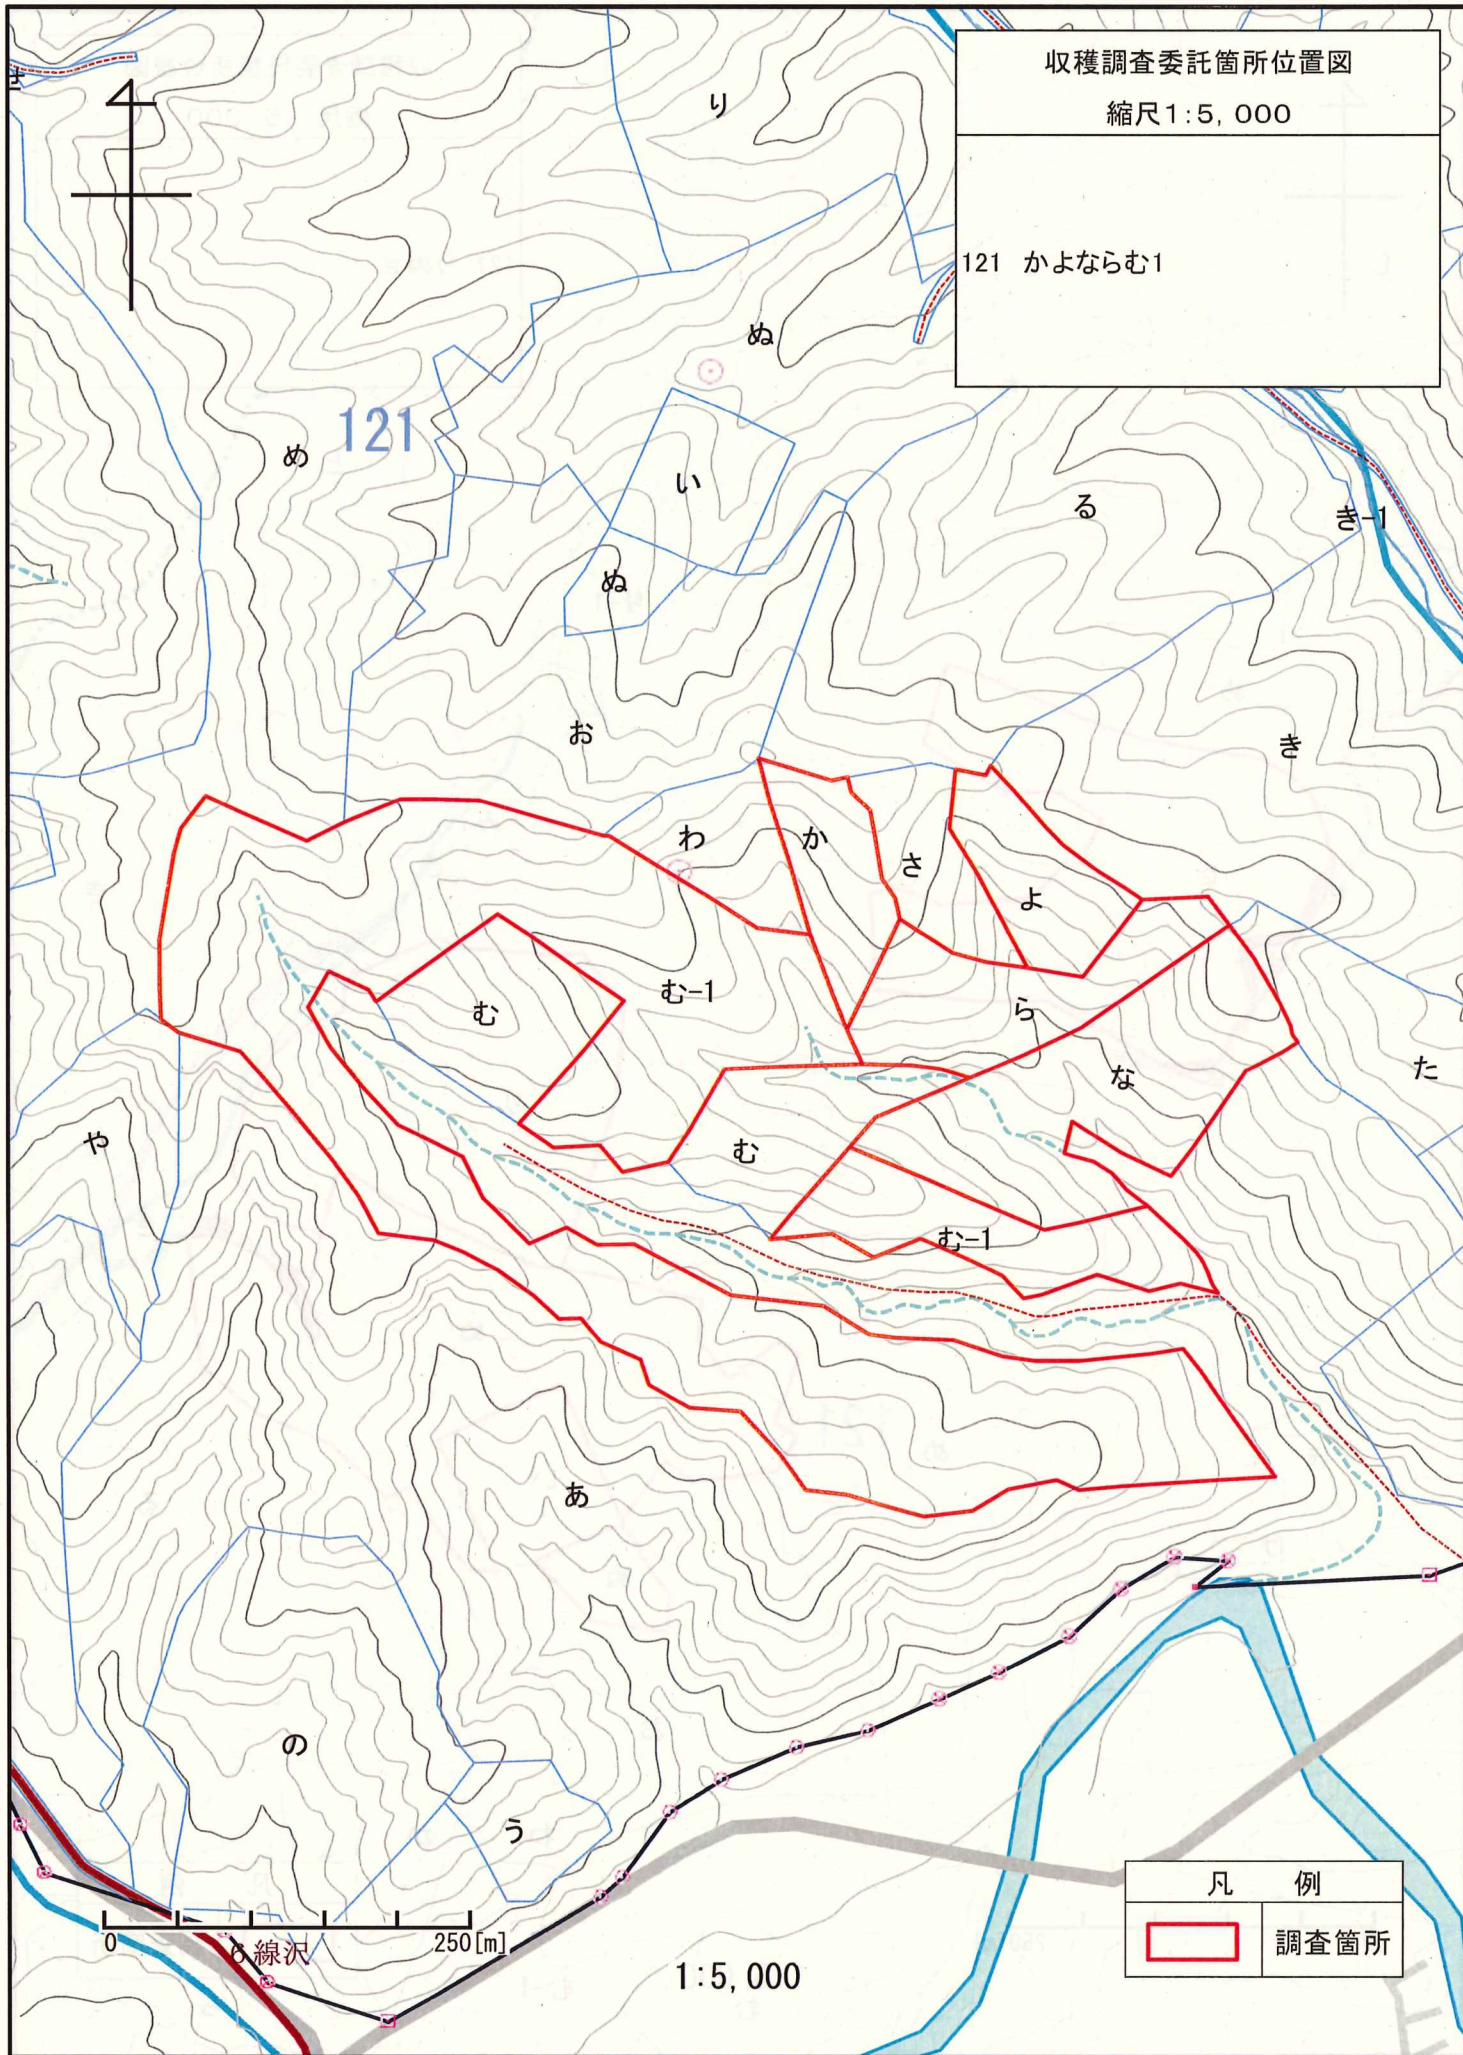 収穫調査委託箇所位置図
縮尺1:5,000
121 かよならむ1
り
ぬ
121
め
い
る
き-1
ぬ
お
き
わ
か
さ
よ
む-1
む
ら
な
た
や
む
む-1
あ
の
う
凡 例
調査箇所
0
250[m]
6線沢
1:5,000